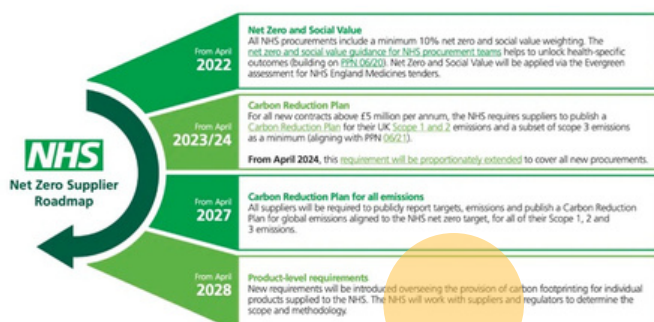 Net Zero and Social Value
From April
2022
All NHS procurements include a minimum 10% net zero and social value weighting. The
net zero and social value guidance for NHS procurement teams helps to unlock health-specific
outcomes (building on PPN 06/20). Net Zero and Social Value will be applied via the Evergreen
assessment for NHS England Medicines tenders.
From April
2023/24
Carbon Reduction Plan
For all new contracts above £5 million per annum, the NHS requires suppliers to publish a
Carbon Reduction Plan for their UK Scope 1 and 2 emissions and a subset of scope 3 emissions
as a minimum (aligning with PPN 06/21).
From April 2024, this requirement will be proportionately extended to cover all new procurements.
NHS
Net Zero Supplier
Roadmap
From April
2027
Carbon Reduction Plan for all emissions
All suppliers will be required to publicly report targets, emissions and publish a Carbon Reduction
Plan for global emissions aligned to the NHS net zero target, for all of their Scope 1, 2 and
3 emissions.
From April
2028
Product-level requirements
New requirements will be introduced overseeing the provision of carbon footprinting for individual
products supplied to the NHS. The NHS will work with suppliers and regulators to determine the
scope and methodology.